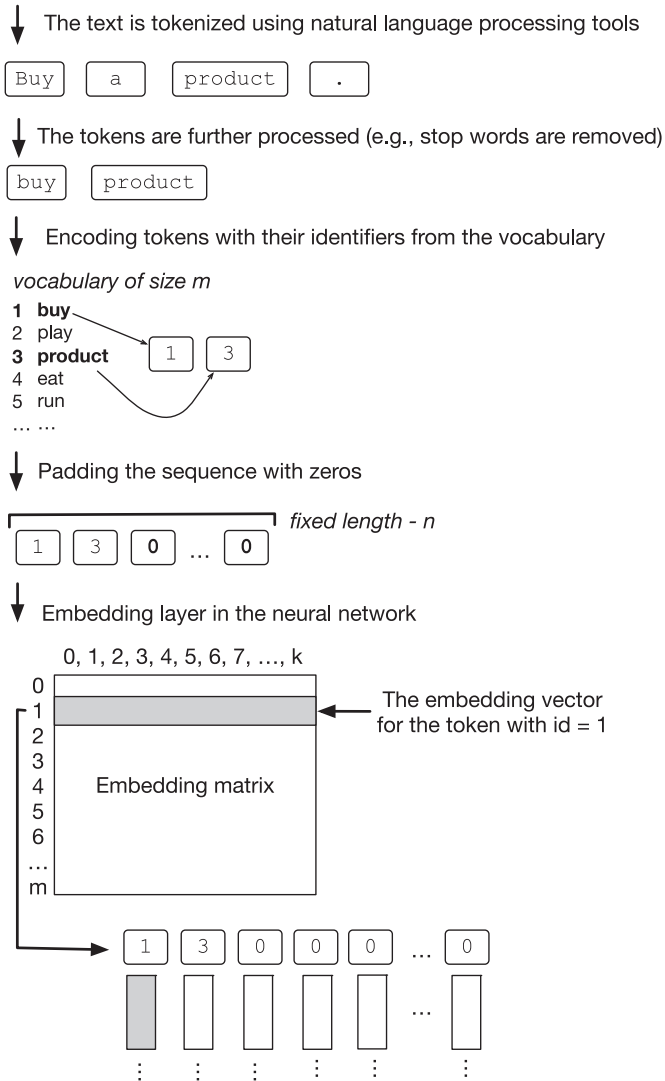 The text is tokenized using natural language processing tools
Buy a product .
The tokens are further processed (e.g., stop words are removed)
buy product
Encoding tokens with their identifiers from the vocabulary
vocabulary of size m
1 buy
2 play
3 product
4 eat
5 run
... ...
1 3
Padding the sequence with zeros
fixed length - n
1 3 0 ... 0
Embedding layer in the neural network
0, 1, 2, 3, 4, 5, 6, 7, ..., k
0
1
2
3
4
5
6
...
m
Embedding matrix
The embedding vector
for the token with id = 1
1 3 0 0 0 ... 0
...